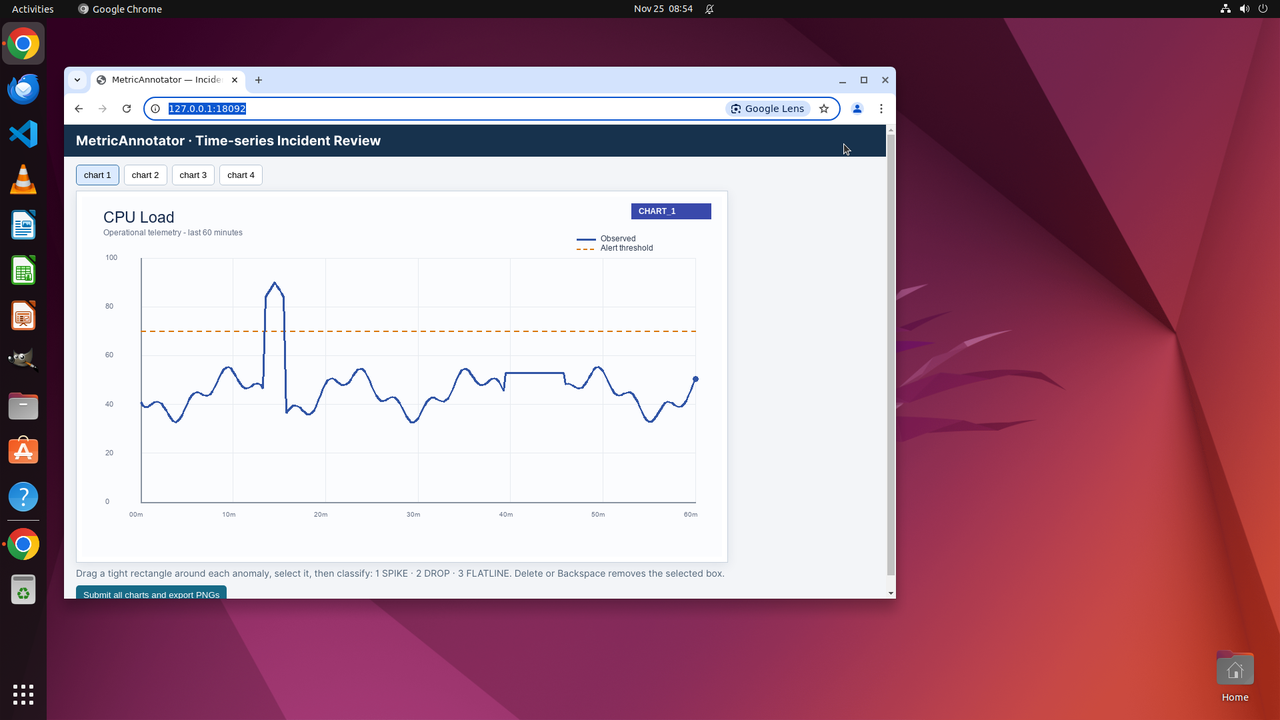 Activities
Google Chrome
Nov 25 08:54
MetricAnnotator — Incide
127.0.0.1:18092
Google Lens
MetricAnnotator · Time-series Incident Review
chart 1
chart 2
chart 3
chart 4
CPU Load
CHART_1
Operational telemetry - last 60 minutes
Observed
Alert threshold
100
80
60
40
20
0
00m
10m
20m
30m
40m
50m
60m
Drag a tight rectangle around each anomaly, select it, then classify: 1 SPIKE · 2 DROP · 3 FLATLINE. Delete or Backspace removes the selected box.
Submit all charts and export PNGs
Home